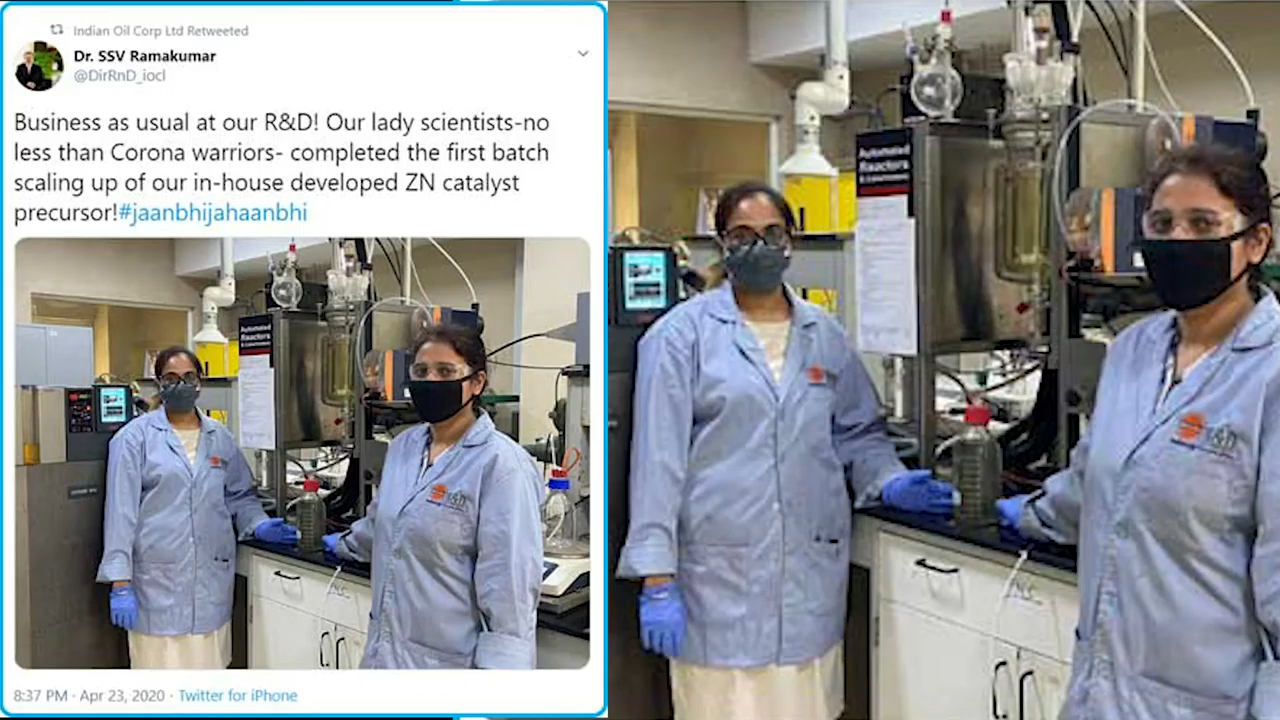 Indian Oil Corp Ltd Retweeted
Dr. SSV Ramakumar
@DirRnD_iocl
Business as usual at our R&D! Our lady scientists-no
less than Corona warriors- completed the first batch
scaling up of our in-house developed ZN catalyst
precursor!#jaanbhijahaanbhi
Automated
Reactors
8:37 PM · Apr 23, 2020 · Twitter for iPhone
Automated
Reactors